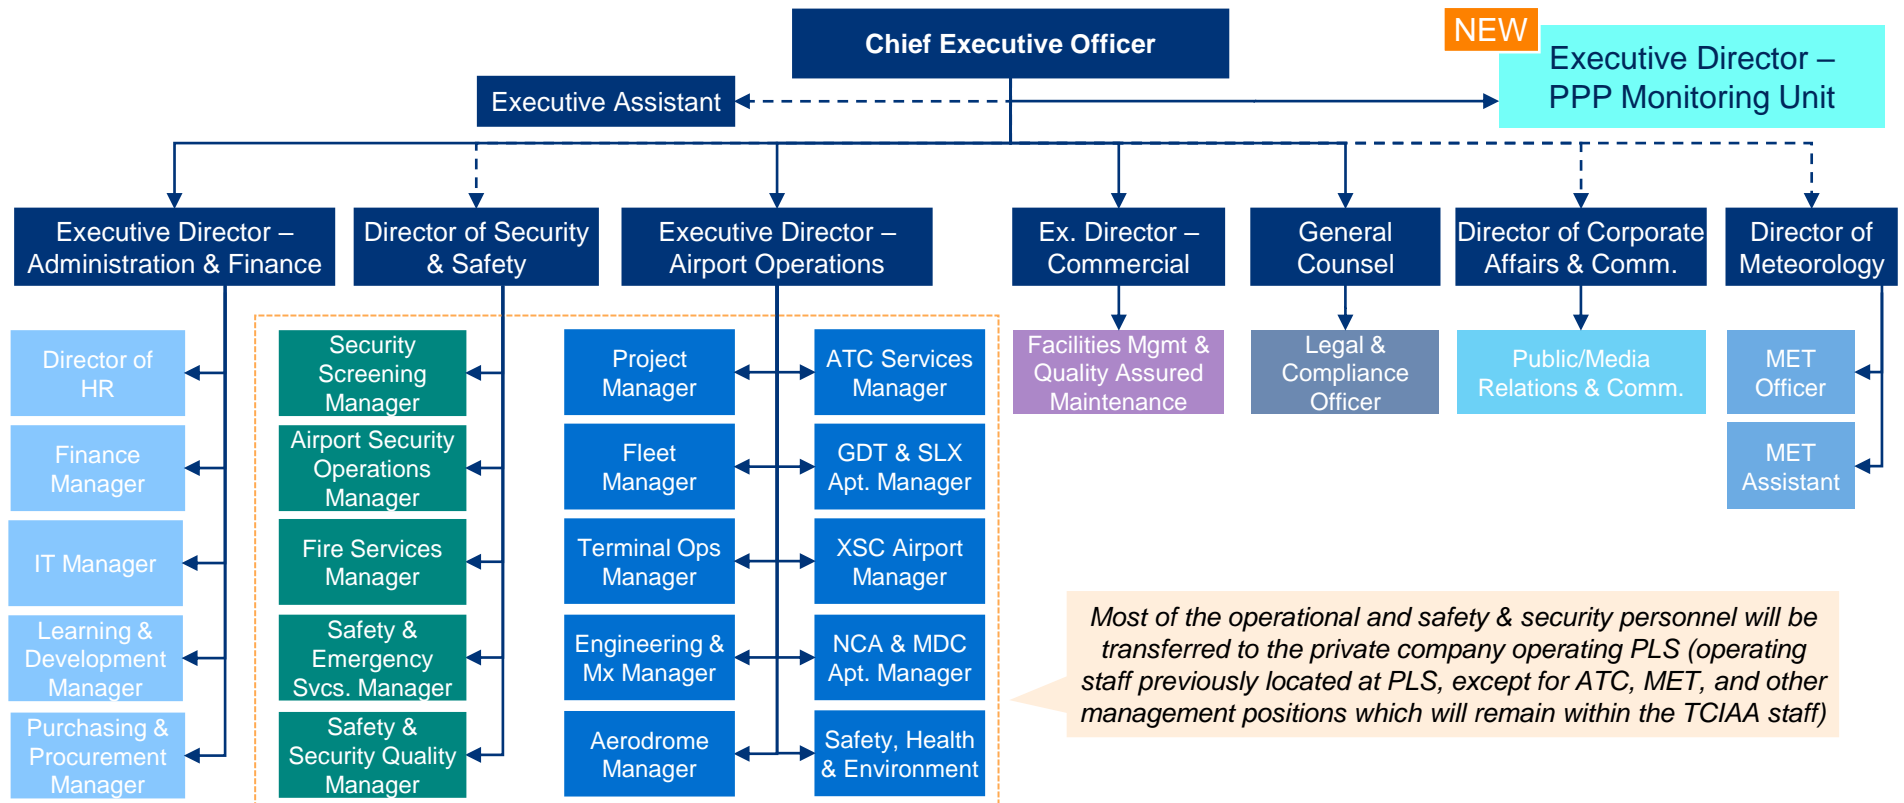 Chief Executive Officer
NEW
Executive Director –
PPP Monitoring Unit
Executive Assistant
Executive Director –
Administration & Finance
Director of Security
& Safety
Executive Director –
Airport Operations
Ex. Director –
Commercial
General
Counsel
Director of Corporate
Affairs & Comm.
Director of
Meteorology
Director of
HR
Finance
Manager
IT Manager
Learning &
Development
Manager
Purchasing &
Procurement
Manager
Security
Screening
Manager
Airport Security
Operations
Manager
Fire Services
Manager
Safety &
Emergency
Svcs. Manager
Safety &
Security Quality
Manager
Project
Manager
Fleet
Manager
Terminal Ops
Manager
Engineering &
Mx Manager
Aerodrome
Manager
ATC Services
Manager
GDT & SLX
Apt. Manager
XSC Airport
Manager
NCA & MDC
Apt. Manager
Safety, Health
& Environment
Facilities Mgmt &
Quality Assured
Maintenance
Legal &
Compliance
Officer
Public/Media
Relations & Comm.
MET
Officer
MET
Assistant
Most of the operational and safety & security personnel will be
transferred to the private company operating PLS (operating
staff previously located at PLS, except for ATC, MET, and other
management positions which will remain within the TCIAA staff)